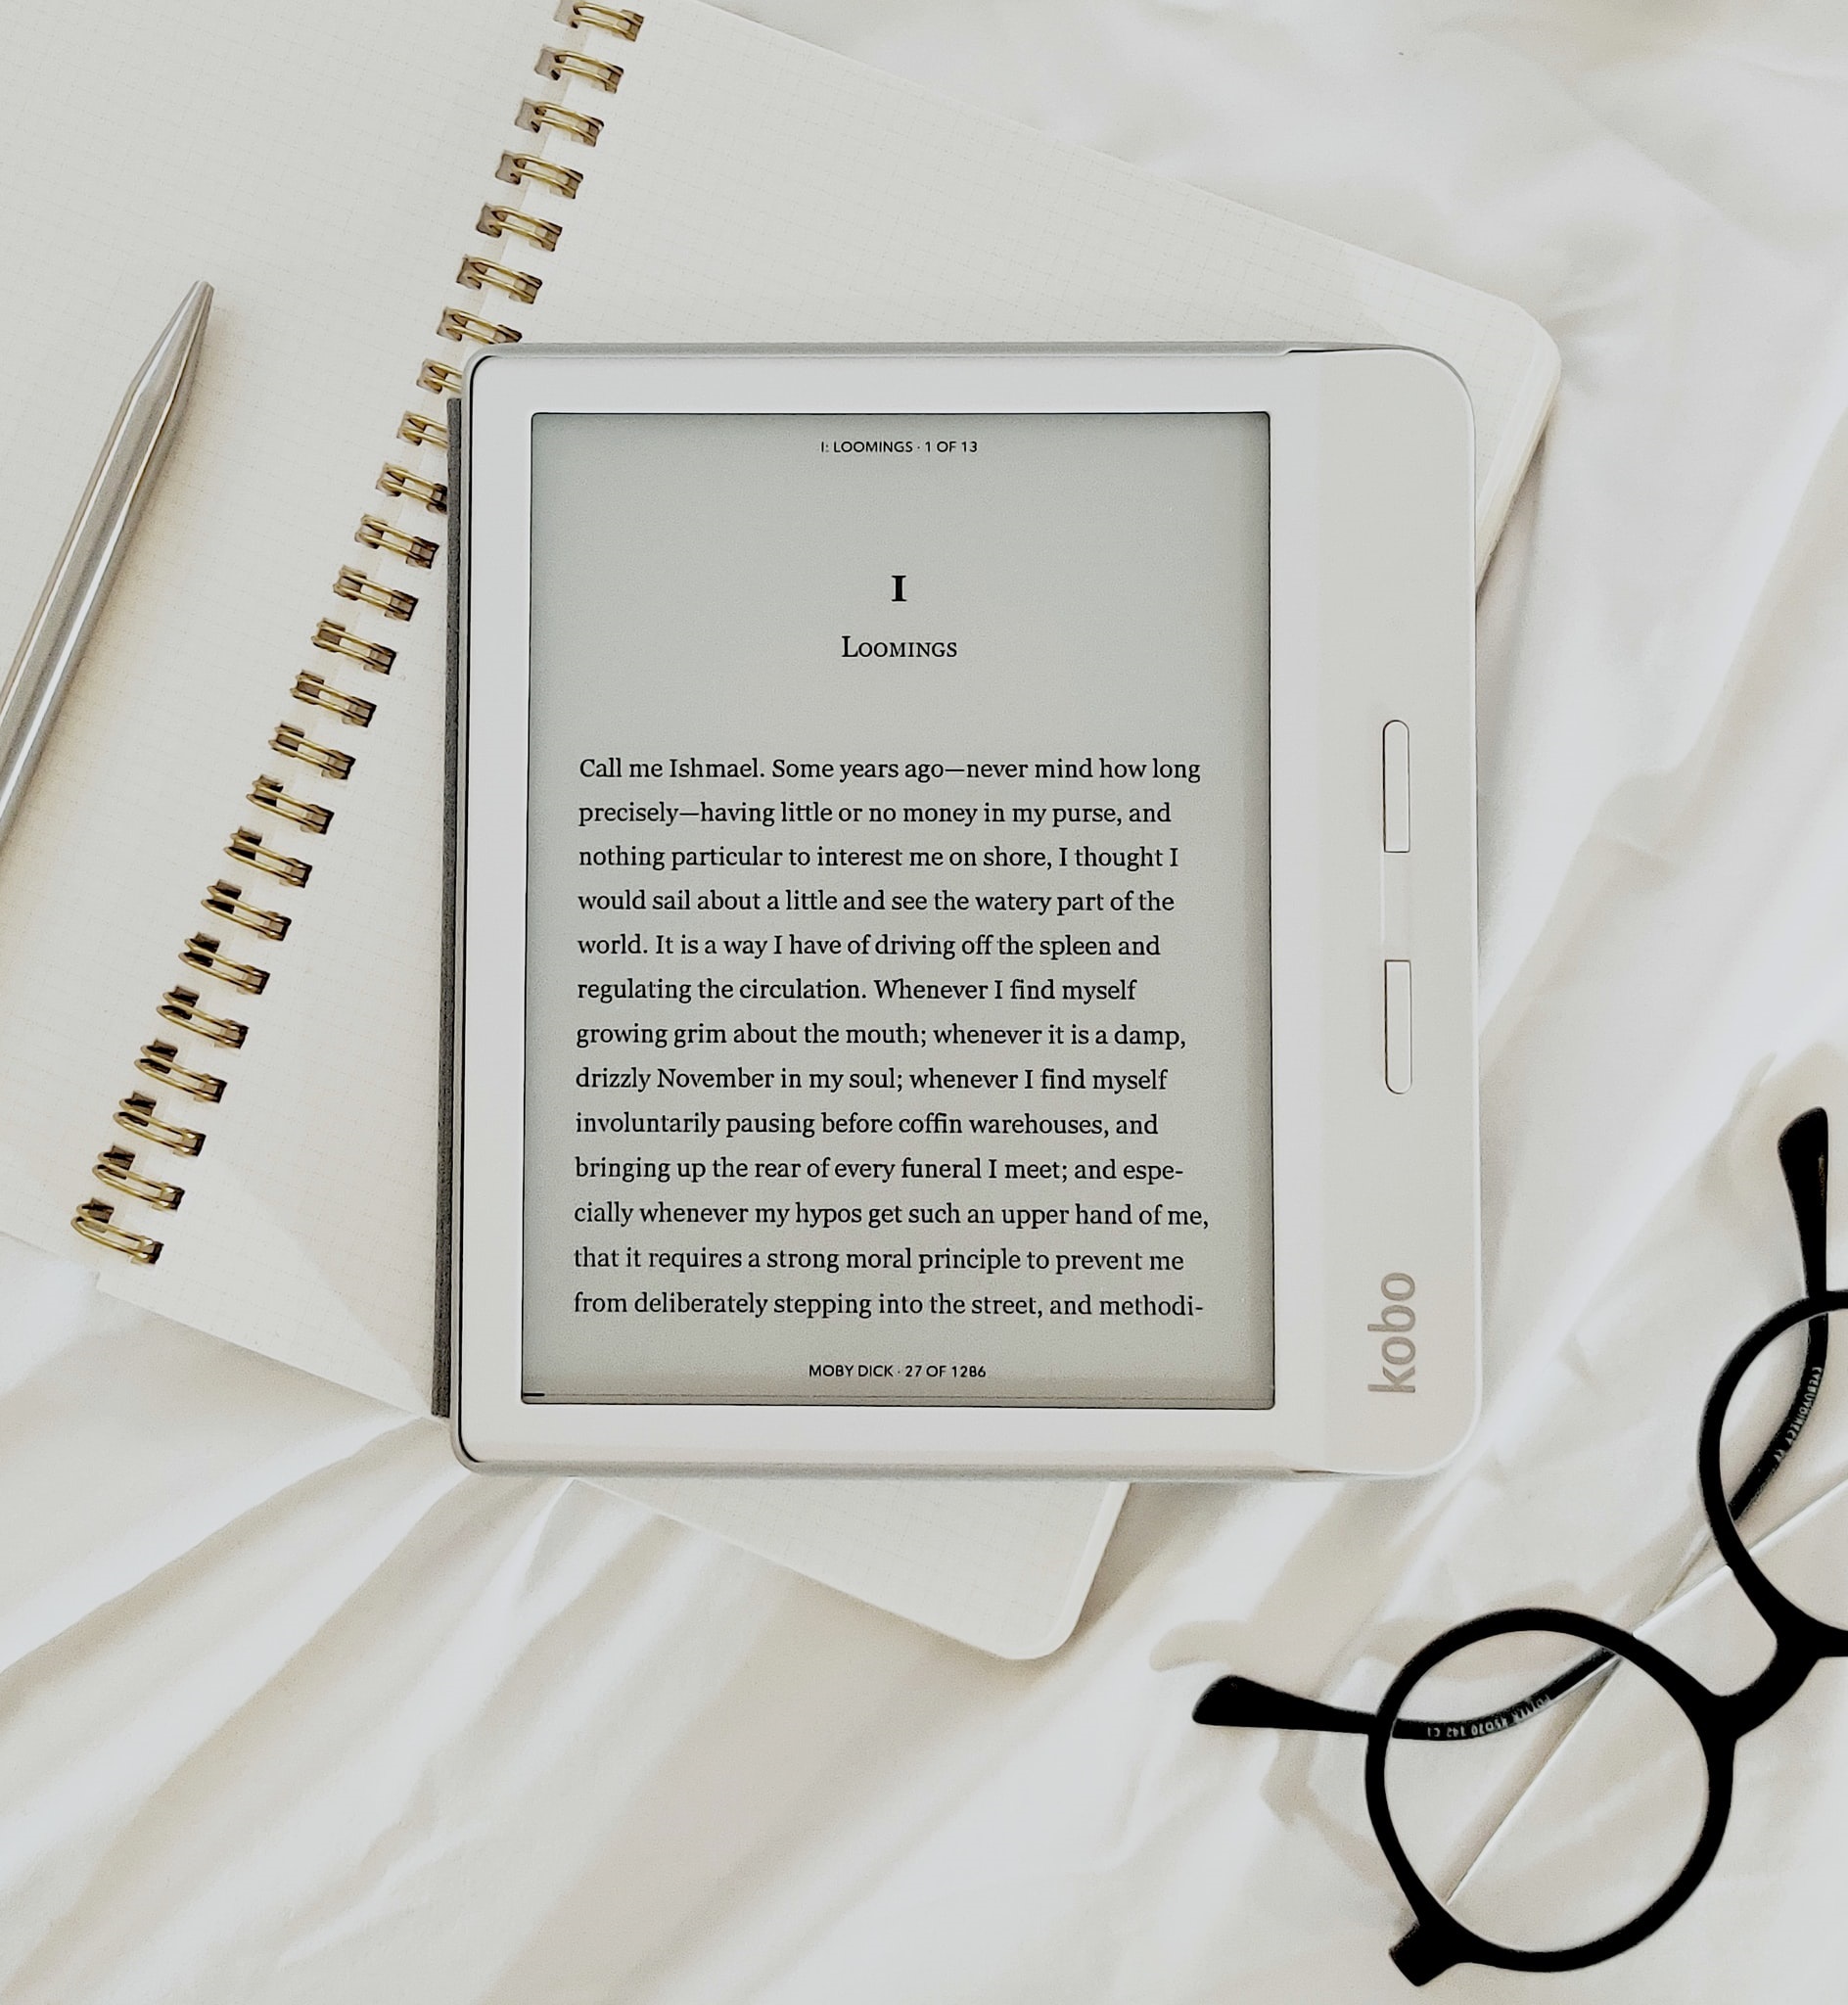 I: LOOMINGS · 1 OF 13
I
LOOMINGS
Call me Ishmael. Some years ago—never mind how long
precisely—having little or no money in my purse, and
nothing particular to interest me on shore, I thought I
would sail about a little and see the watery part of the
world. It is a way I have of driving off the spleen and
regulating the circulation. Whenever I find myself
growing grim about the mouth; whenever it is a damp,
drizzly November in my soul; whenever I find myself
involuntarily pausing before coffin warehouses, and
bringing up the rear of every funeral I meet; and espe-
cially whenever my hypos get such an upper hand of me,
that it requires a strong moral principle to prevent me
from deliberately stepping into the street, and methodi-
MOBY DICK · 27 OF 1286
kobo